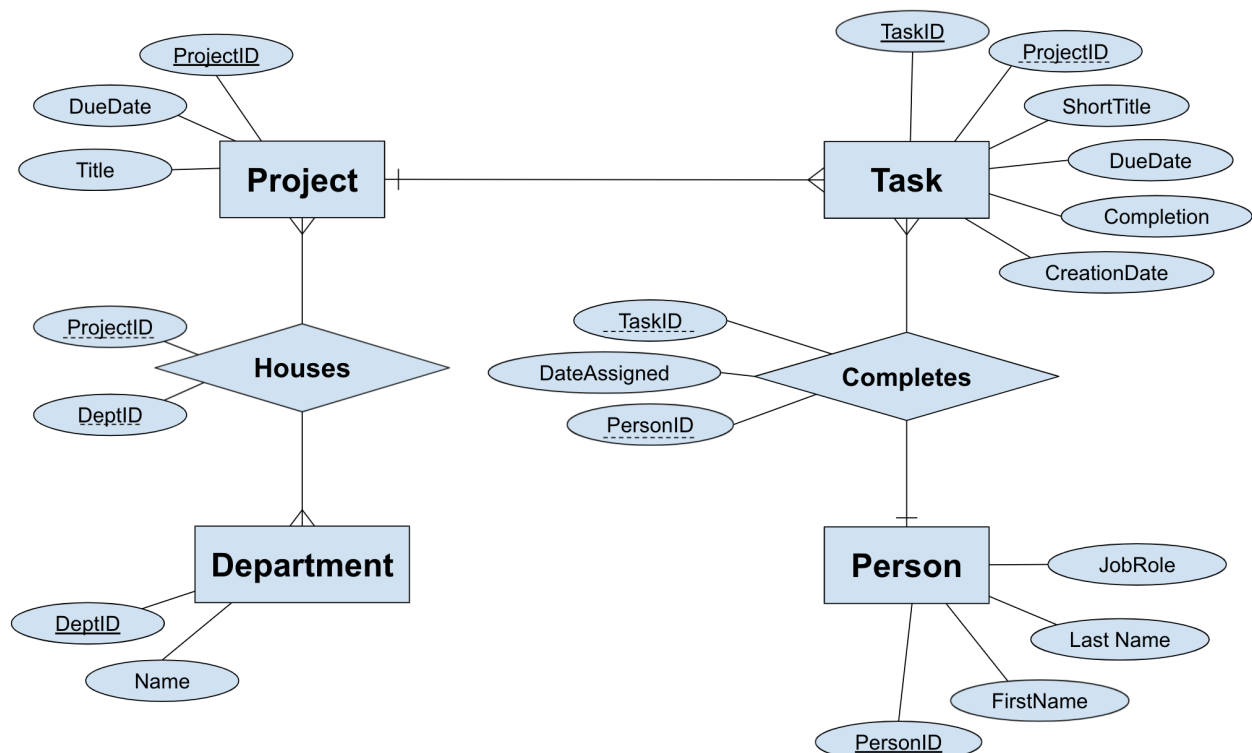 TaskID
ProjectID
ProjectID
DueDate
ShortTitle
Title
Project
Task
DueDate
Completion
CreationDate
ProjectID
TaskID
Houses
DateAssigned
Completes
DeptID
PersonID
Department
Person
JobRole
DeptID
Last Name
Name
FirstName
PersonID